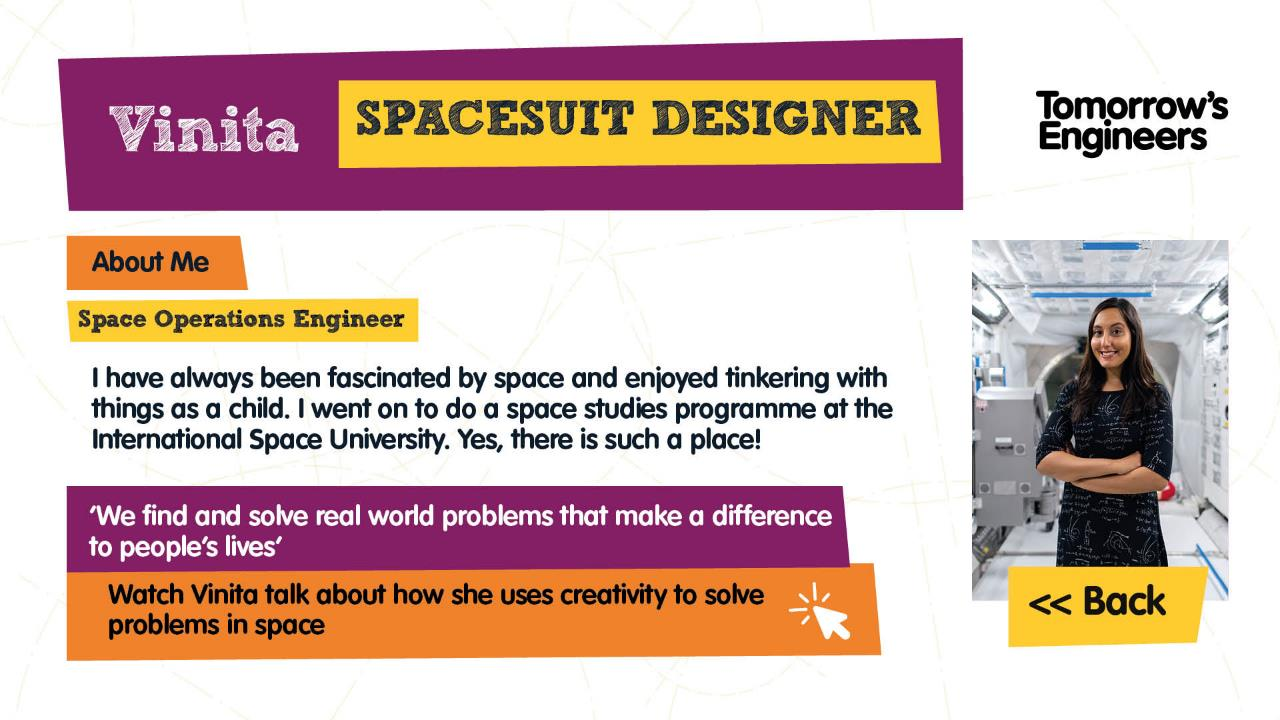 Vinita SPACESUIT DESIGNER
Tomorrow's
Engineers
About Me
Space Operations Engineer
I have always been fascinated by space and enjoyed tinkering with
things as a child. I went on to do a space studies programme at the
International Space University. Yes, there is such a place!
‘We find and solve real world problems that make a difference
to people’s lives’
Watch Vinita talk about how she uses creativity to solve
problems in space
<< Back